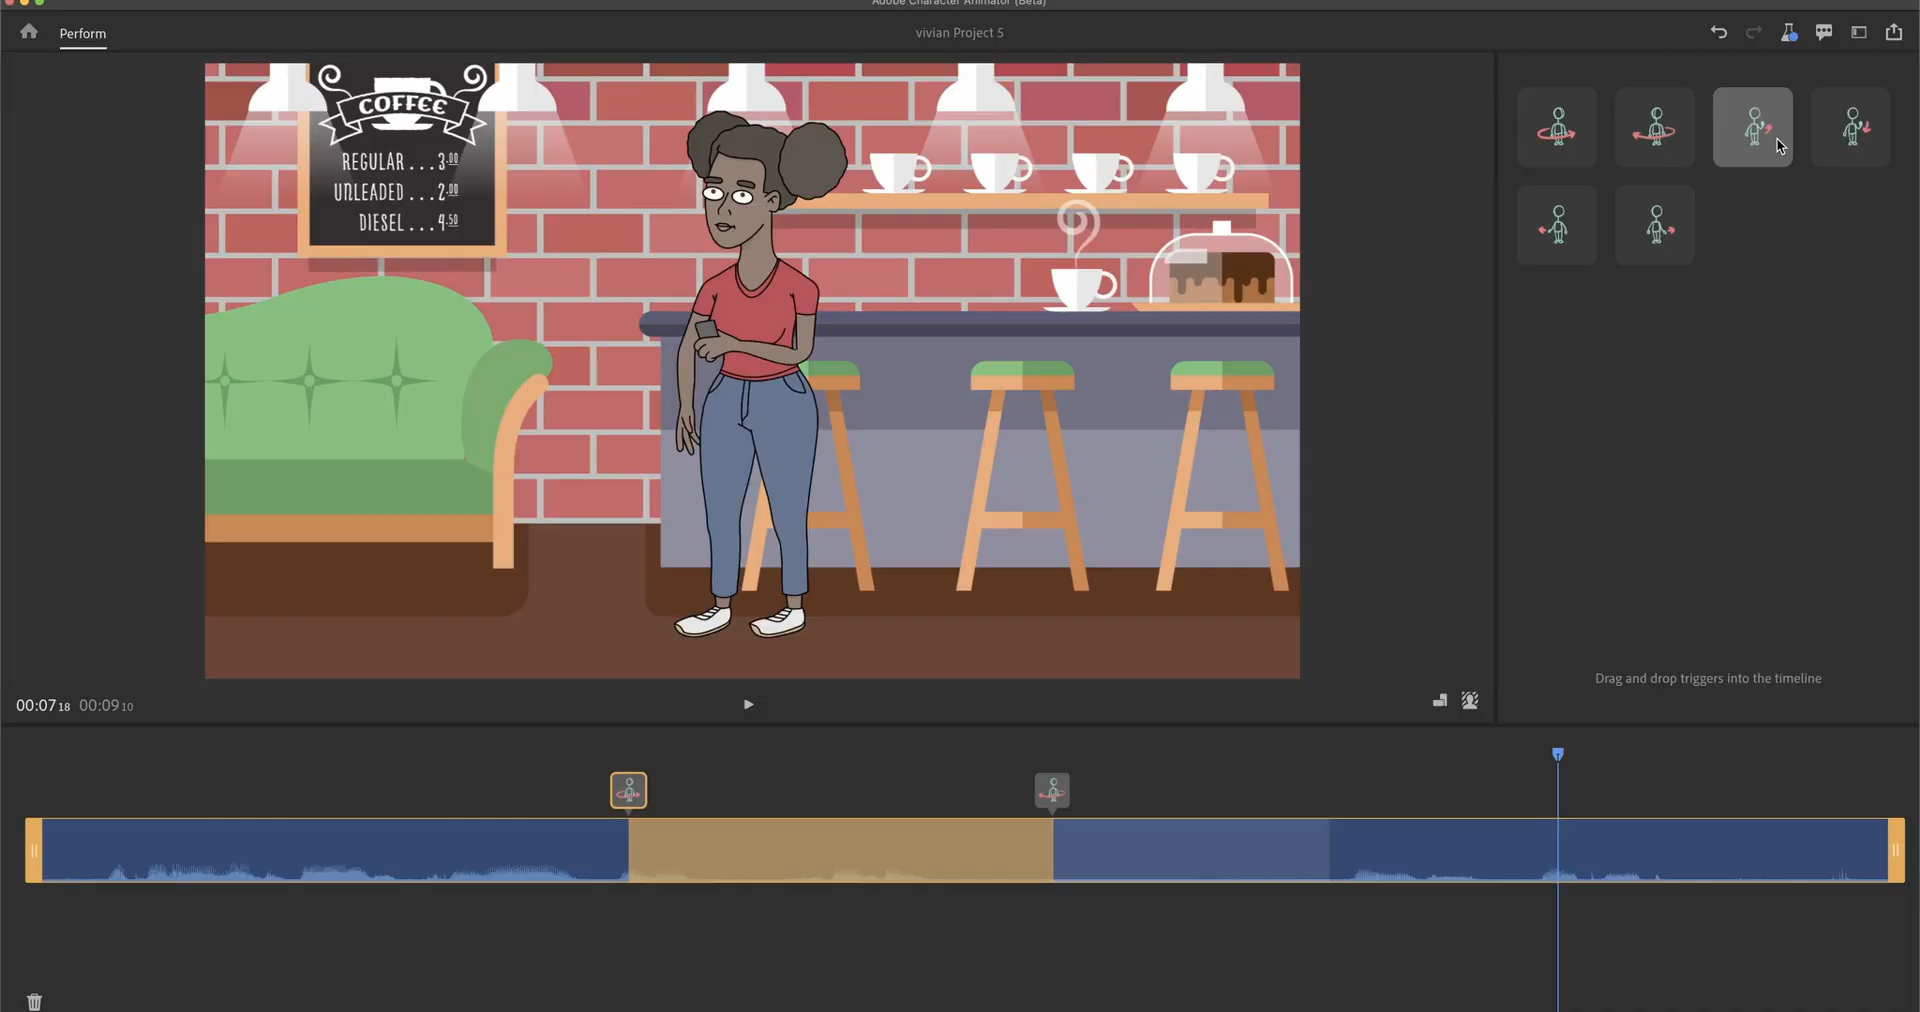 Adobe Character Animator (Beta)
Perform
vivian Project 5
COFFEE
REGULAR...3.00
UNLEADED...2.00
DIESEL...4.50
Drag and drop triggers into the timeline
00:07 18 00:09 10